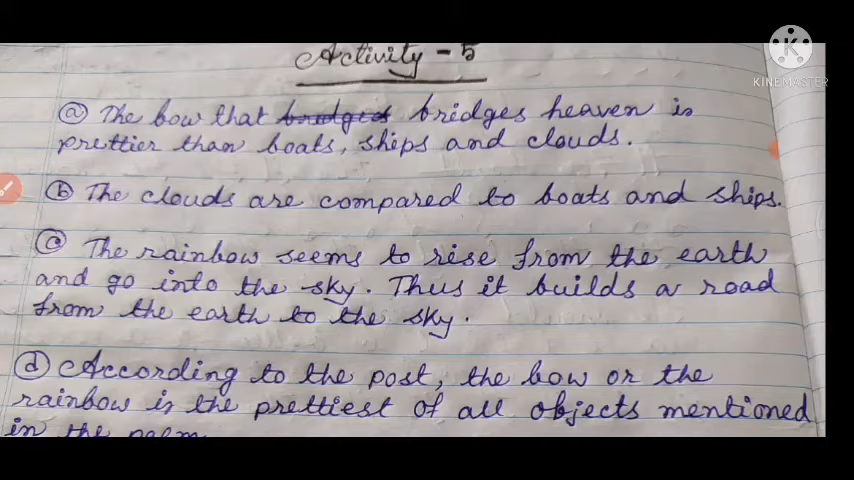 Activity - 5
ⓐ The bow that bridges bridges heaven is
prettier than boats, ships and clouds.
ⓑ The clouds are compared to boats and ships.
ⓒ The rainbow seems to rise from the earth
and go into the sky. Thus it builds a road
from the earth to the sky.
ⓓ According to the post, the bow or the
rainbow is the prettiest of all objects mentioned
in the poem
KINEMASTER